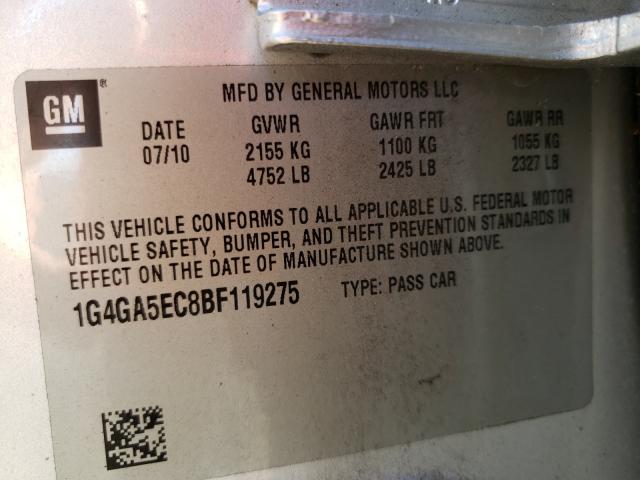 GM ®
MFD BY GENERAL MOTORS LLC
DATE GVWR GAWR FRT GAWR RR
07/10 2155 KG 1100 KG 1055 KG
4752 LB 2425 LB 2327 LB
THIS VEHICLE CONFORMS TO ALL APPLICABLE U.S. FEDERAL MOTOR
VEHICLE SAFETY, BUMPER, AND THEFT PREVENTION STANDARDS IN
EFFECT ON THE DATE OF MANUFACTURE SHOWN ABOVE.
1G4GA5EC8BF119275 TYPE: PASS CAR